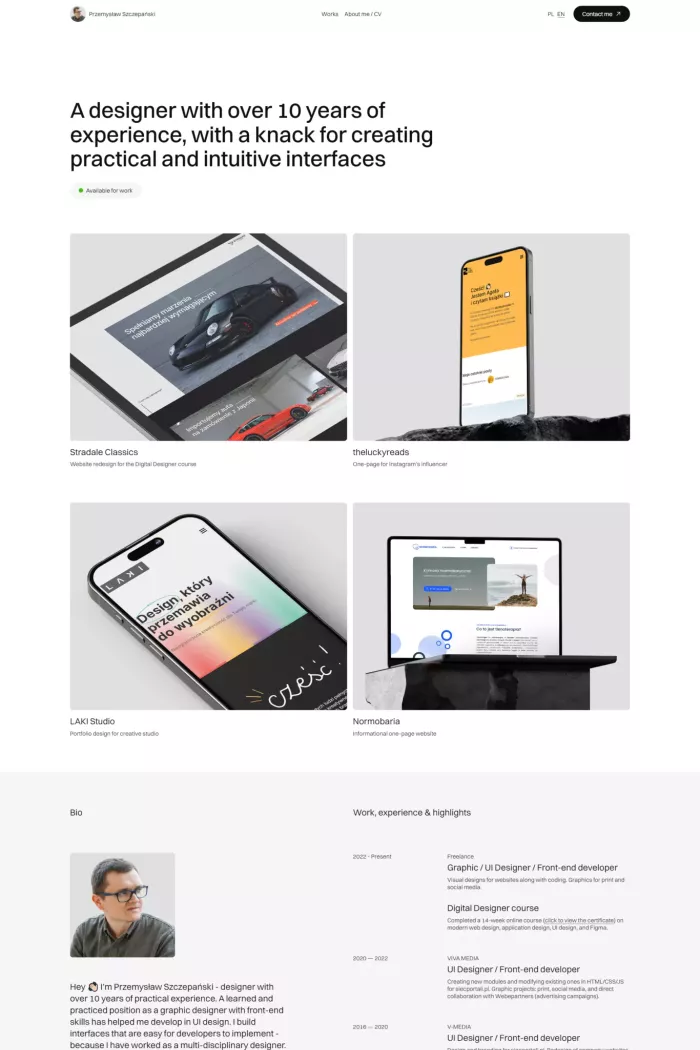 Przemysław Szczepański
Works About me / CV
PL EN
Contact me
A designer with over 10 years of
experience, with a knack for creating
practical and intuitive interfaces
Available for work
Spełniamy marzenia
najbardziej wymagającym
Importujemy auta
na zamówienie z Japonii
Cześć
Jestem Agata
i czytam książki
Stradale Classics
Website redesign for the Digital Designer course
theluckyreads
One-page for Instagram's influencer
LAKI
Design, który
przemawia
do wyobraźni
cześć!
Co to jest
LAKI Studio
Portfolio design for creative studio
Normobaria
Informational one-page website
Bio
Work, experience & highlights
2022 - Present
Freelance
Graphic / UI Designer / Front-end developer
Visual designs for websites along with coding. Graphics for print and
social media.
Digital Designer course
Completed a 14-week online course (click to view the certificate) on
modern web design, application design, UI design, and Figma.
2020 — 2022
VIVA MEDIA
UI Designer / Front-end developer
Creating new modules and modifying existing ones in HTML/CSS/JS
for elecportal.pl. Graphic projects: print, social media, and direct
collaboration with Webepartners (advertising campaigns).
Hey I'm Przemysław Szczepański - designer with
over 10 years of practical experience. A learned and
practiced position as a graphic designer with front-end
skills has helped me develop in UI design. I build
interfaces that are easy for developers to implement -
because I have worked as a multi-disciplinary designer.
2016 — 2020
V-MEDIA
UI Designer / Front-end developer